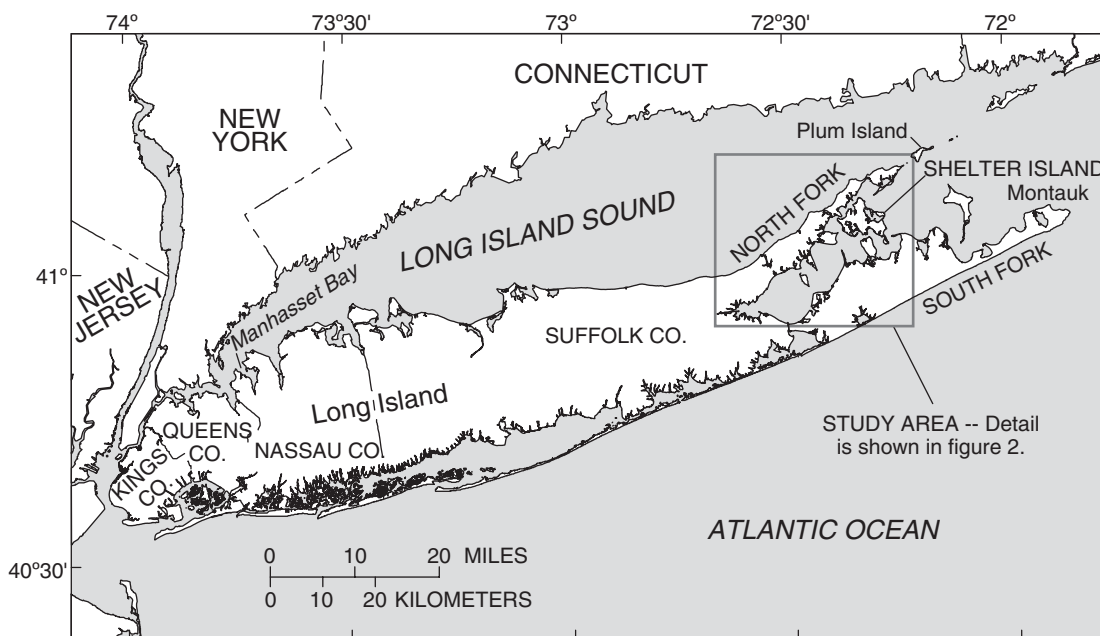 74°
73°30'
73°
72°30'
72°
CONNECTICUT
NEW
YORK
Plum Island
SHELTER ISLAND
Montauk
NORTH FORK
LONG ISLAND SOUND
41°
NEW
JERSEY
Manhasset Bay
SOUTH FORK
SUFFOLK CO.
Long Island
STUDY AREA -- Detail
is shown in figure 2.
QUEENS
CO.
NASSAU CO.
KINGS
CO.
ATLANTIC OCEAN
40°30'
0 10 20 MILES
0 10 20 KILOMETERS